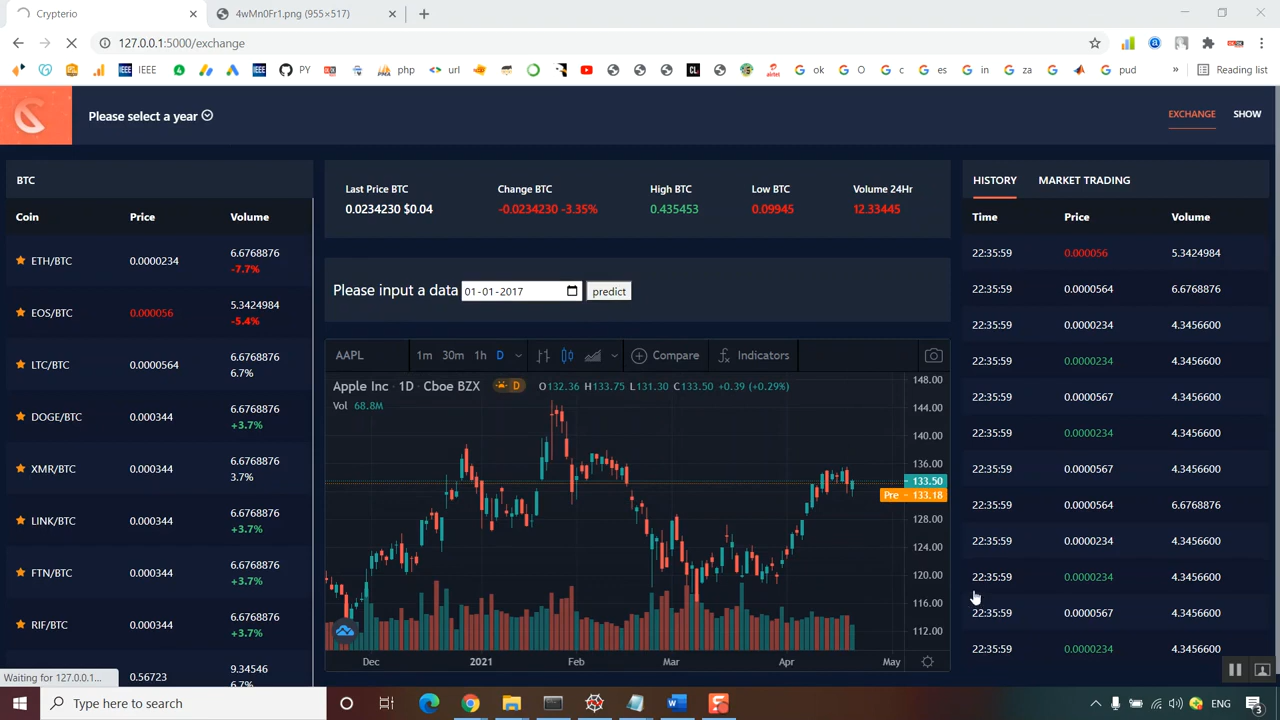 Crypterio
4wMn0Fr1.png (955×517)
127.0.0.1:5000/exchange
IEEE IEEE PY php url CL airtel ok O c es in za pud » Reading list
Please select a year
EXCHANGE SHOW
BTC
Coin Price Volume
ETH/BTC 0.0000234 6.6768876
-7.7%
EOS/BTC 0.000056 5.3424984
-5.4%
LTC/BTC 0.0000564 6.6768876
6.7%
DOGE/BTC 0.000344 6.6768876
+3.7%
XMR/BTC 0.000344 6.6768876
3.7%
LINK/BTC 0.000344 6.6768876
+3.7%
FTN/BTC 0.000344 6.6768876
+3.7%
RIF/BTC 0.000344 6.6768876
+3.7%
0.56723 9.34546
6.7%
Last Price BTC Change BTC High BTC Low BTC Volume 24Hr
0.0234230 $0.04 -0.0234230 -3.35% 0.435453 0.09945 12.33445
Please input a data 01-01-2017 predict
AAPL 1m 30m 1h D Compare Indicators
Apple Inc · 1D · Cboe BZX D O132.36 H133.75 L131.30 C133.50 +0.39 (+0.29%)
Vol 68.8M
148.00
144.00
140.00
136.00
133.50
Pre − 133.18
128.00
124.00
120.00
116.00
112.00
Dec 2021 Feb Mar Apr May
HISTORY MARKET TRADING
Time Price Volume
22:35:59 0.000056 5.3424984
22:35:59 0.0000564 6.6768876
22:35:59 0.0000234 4.3456600
22:35:59 0.0000234 4.3456600
22:35:59 0.0000567 4.3456600
22:35:59 0.0000234 4.3456600
22:35:59 0.0000567 4.3456600
22:35:59 0.0000564 6.6768876
22:35:59 0.0000234 4.3456600
22:35:59 0.0000234 4.3456600
22:35:59 0.0000567 4.3456600
22:35:59 0.0000234 4.3456600
Waiting for 127.0.0.1...
Type here to search
ENG
3